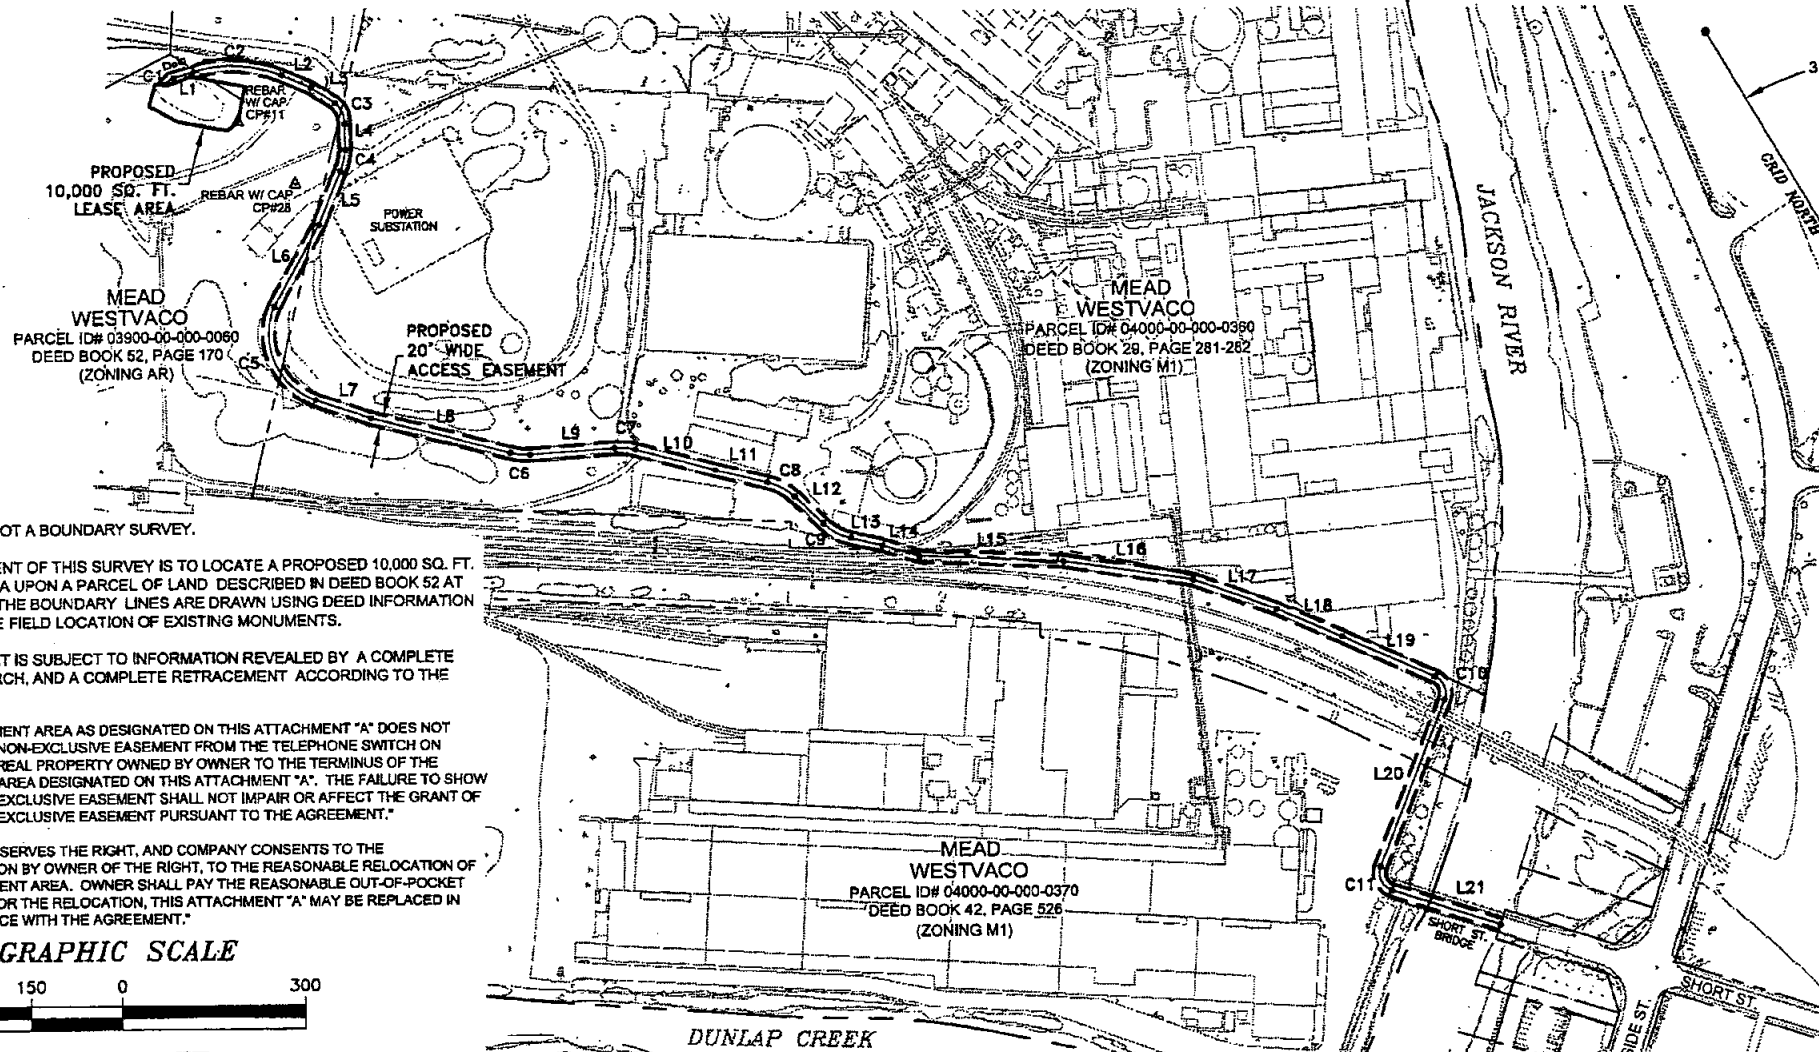 C2
L2
C1
L1
L3
REBAR
W/ CAP
CP#11
C3
L4
C4
PROPOSED
10,000 SQ. FT.
LEASE AREA
REBAR W/ CAP
CP#28
L5
POWER
SUBSTATION
L6
MEAD
WESTVACO
PARCEL ID# 03900-00-000-0060
DEED BOOK 52, PAGE 170
(ZONING AR)
C5
PROPOSED
20' WIDE
ACCESS EASEMENT
L7
L8
C6
L9
C7
L10
L11
C8
L12
C9
L13
L14
L15
L16
L17
L18
L19
C10
L20
C11
L21
SHORT ST.
BRIDGE
MEAD
WESTVACO
PARCEL ID# 04000-00-000-0360
DEED BOOK 29, PAGE 281-282
(ZONING M1)
JACKSON RIVER
3
GRID NORTH
OT A BOUNDARY SURVEY.
ENT OF THIS SURVEY IS TO LOCATE A PROPOSED 10,000 SQ. FT.
A UPON A PARCEL OF LAND DESCRIBED IN DEED BOOK 52 AT
THE BOUNDARY LINES ARE DRAWN USING DEED INFORMATION
E FIELD LOCATION OF EXISTING MONUMENTS.
T IS SUBJECT TO INFORMATION REVEALED BY A COMPLETE
RCH, AND A COMPLETE RETRACEMENT ACCORDING TO THE
MENT AREA AS DESIGNATED ON THIS ATTACHMENT "A" DOES NOT
NON-EXCLUSIVE EASEMENT FROM THE TELEPHONE SWITCH ON
REAL PROPERTY OWNED BY OWNER TO THE TERMINUS OF THE
AREA DESIGNATED ON THIS ATTACHMENT "A". THE FAILURE TO SHOW
EXCLUSIVE EASEMENT SHALL NOT IMPAIR OR AFFECT THE GRANT OF
EXCLUSIVE EASEMENT PURSUANT TO THE AGREEMENT."
SERVES THE RIGHT, AND COMPANY CONSENTS TO THE
ON BY OWNER OF THE RIGHT, TO THE REASONABLE RELOCATION OF
ENT AREA. OWNER SHALL PAY THE REASONABLE OUT-OF-POCKET
OR THE RELOCATION, THIS ATTACHMENT "A" MAY BE REPLACED IN
CE WITH THE AGREEMENT."
GRAPHIC SCALE
150 0 300
MEAD
WESTVACO
PARCEL ID# 04000-00-000-0370
DEED BOOK 42, PAGE 526
(ZONING M1)
DUNLAP CREEK
SHORT ST.
IDE ST.